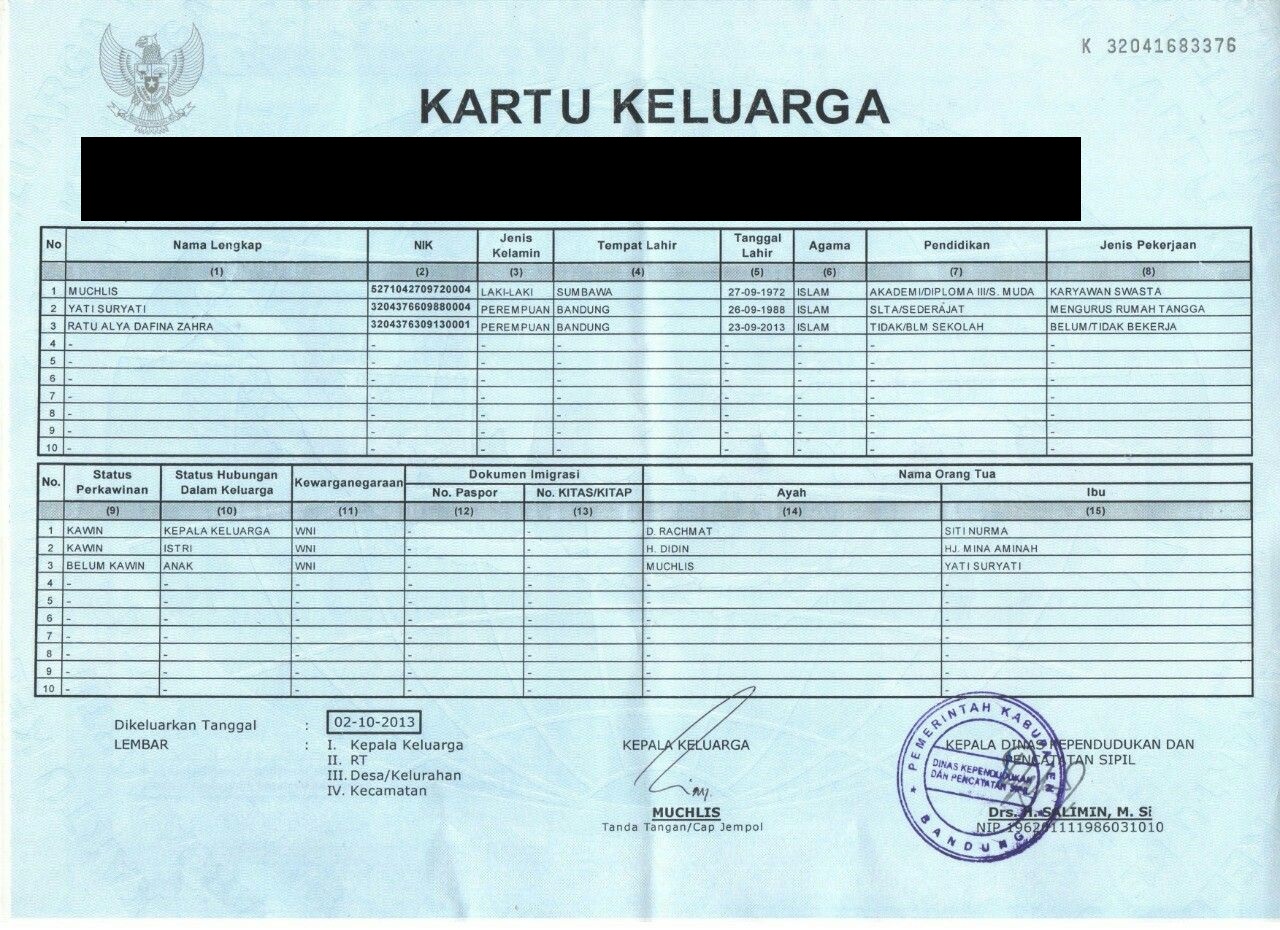 K 32041683376
KARTU KELUARGA
No Nama Lengkap NIK Jenis Kelamin Tempat Lahir Tanggal Lahir Agama Pendidikan Jenis Pekerjaan
(1) (2) (3) (4) (5) (6) (7) (8)
1 MUCHLIS 5271042709720004 LAKI-LAKI SUMBAWA 27-09-1972 ISLAM AKADEMI/DIPLOMA III/S. MUDA KARYAWAN SWASTA
2 YATI SURYATI 3204376609880004 PEREMPUAN BANDUNG 26-09-1988 ISLAM SLTA/SEDERAJAT MENGURUS RUMAH TANGGA
3 RATU ALYA DAFINA ZAHRA 3204376309130001 PEREMPUAN BANDUNG 23-09-2013 ISLAM TIDAK/BLM SEKOLAH BELUM/TIDAK BEKERJA
4 - - - - - - - -
5 - - - - - - - -
6 - - - - - - - -
7 - - - - - - - -
8 - - - - - - - -
9 - - - - - - - -
10 - - - - - - - -
No. Status Perkawinan Status Hubungan Dalam Keluarga Kewarganegaraan Dokumen Imigrasi Nama Orang Tua
No. Paspor No. KITAS/KITAP Ayah Ibu
(9) (10) (11) (12) (13) (14) (15)
1 KAWIN KEPALA KELUARGA WNI - - D. RACHMAT SITI NURMA
2 KAWIN ISTRI WNI - - H. DIDIN HJ. MINA AMINAH
3 BELUM KAWIN ANAK WNI - - MUCHLIS YATI SURYATI
4 - - - - - - -
5 - - - - - - -
6 - - - - - - -
7 - - - - - - -
8 - - - - - - -
9 - - - - - - -
10 - - - - - - -
Dikeluarkan Tanggal : 02-10-2013
LEMBAR : I. Kepala Keluarga
II. RT
III. Desa/Kelurahan
IV. Kecamatan
KEPALA KELUARGA
MUCHLIS
Tanda Tangan/Cap Jempol
KEPALA DINAS KEPENDUDUKAN DAN
PENCATATAN SIPIL
PEMERINTAH KABUPATEN
DINAS KEPENDUDUKAN
DAN PENCATATAN SIPIL
BANDUNG
Drs. H. SALIMIN, M. Si
NIP 196201111986031010